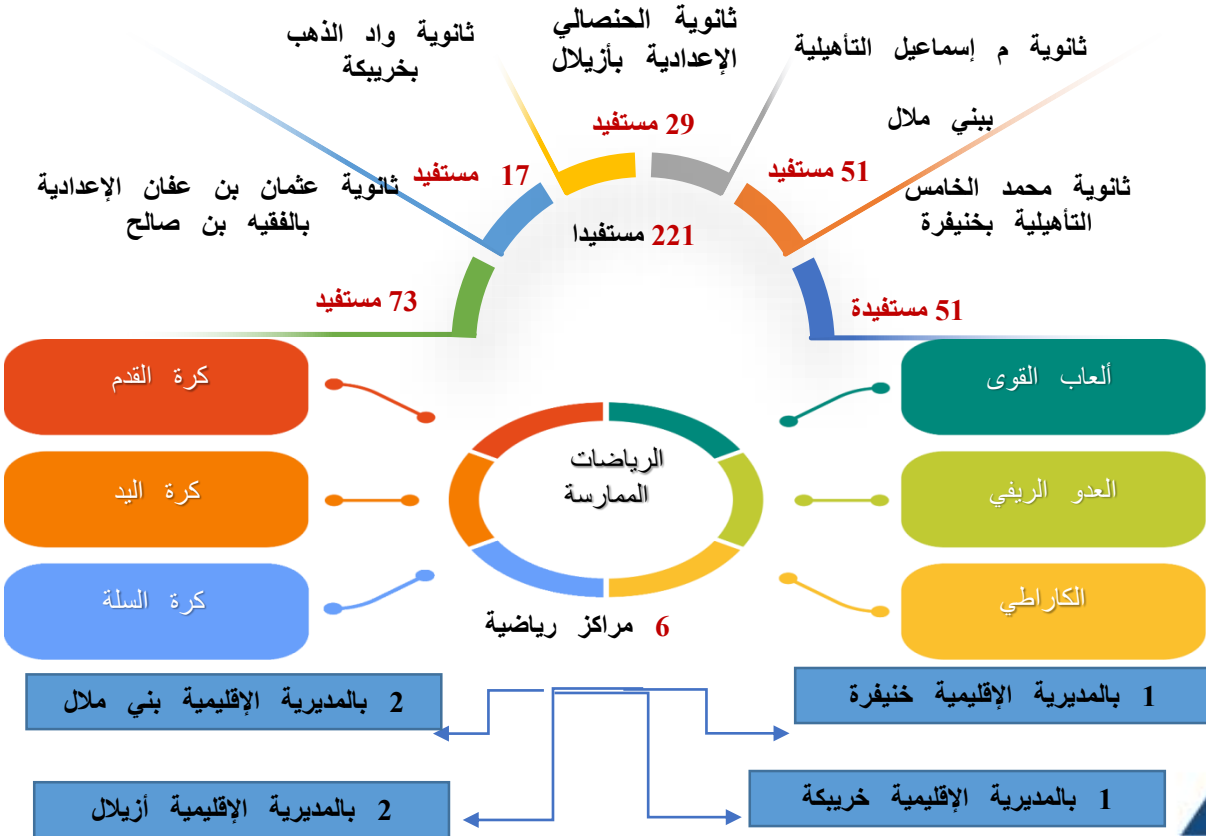 ثانوية م إسماعيل التأهيلية
ببني ملال
51 مستفيد
ثانوية الحنصالي
الإعدادية بأزيلال
29 مستفيد
ثانوية واد الذهب
بخريبكة
17 مستفيد
ثانوية محمد الخامس
التأهيلية بخنيفرة
51 مستفيدة
221 مستفيدا
ثانوية عثمان بن عفان الإعدادية
بالفقيه بن صالح
73 مستفيد
ألعاب القوى
العدو الريفي
الكاراطي
الرياضات
الممارسة
كرة القدم
كرة اليد
كرة السلة
6 مراكز رياضية
1 بالمديرية الإقليمية خنيفرة
2 بالمديرية الإقليمية بني ملال
1 بالمديرية الإقليمية خريبكة
2 بالمديرية الإقليمية أزيلال